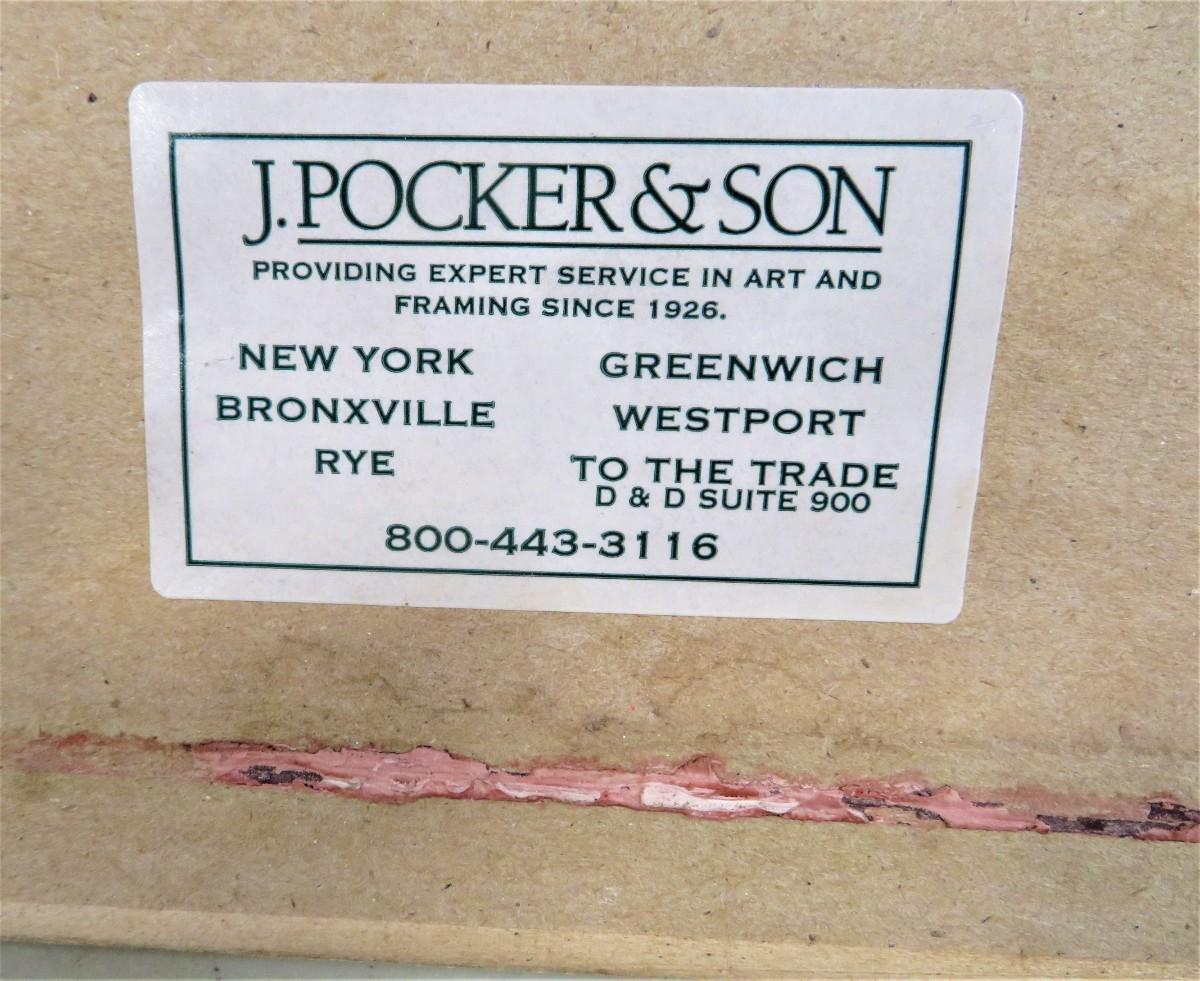 J. POCKER & SON
PROVIDING EXPERT SERVICE IN ART AND
FRAMING SINCE 1926.
NEW YORK
BRONXVILLE
RYE
GREENWICH
WESTPORT
TO THE TRADE
D & D SUITE 900
800-443-3116